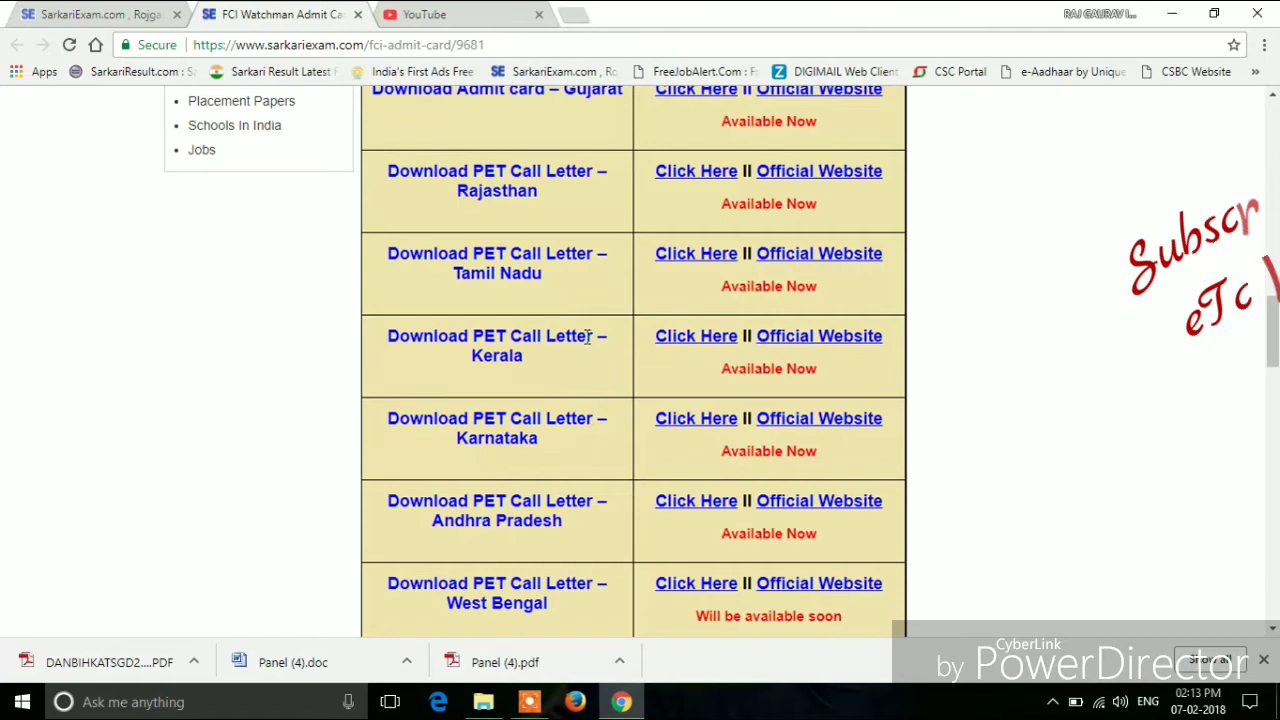 SarkariExam.com , Rojga
FCI Watchman Admit Ca
YouTube
RAJ GAURAV I...
Secure
https://www.sarkariexam.com/fci-admit-card/9681
Apps
SarkariResult.com : S
Sarkari Result Latest F
India's First Ads Free
SarkariExam.com , Ro
FreeJobAlert.Com : F
DIGIMAIL Web Client
CSC Portal
e-Aadhaar by Unique
CSBC Website
»
Placement Papers
Schools In India
Jobs
Download Admit card – Gujarat
Click Here II Official Website
Available Now
Download PET Call Letter –
Rajasthan
Click Here II Official Website
Available Now
Download PET Call Letter –
Tamil Nadu
Click Here II Official Website
Available Now
Download PET Call Letter –
Kerala
Click Here II Official Website
Available Now
Download PET Call Letter –
Karnataka
Click Here II Official Website
Available Now
Download PET Call Letter –
Andhra Pradesh
Click Here II Official Website
Available Now
Download PET Call Letter –
West Bengal
Click Here II Official Website
Will be available soon
Subscr
eTc
DANBIHKATSGD2....PDF
Panel (4).doc
Panel (4).pdf
Show all
CyberLink
by PowerDirector
Ask me anything
ENG
02:13 PM
07-02-2018